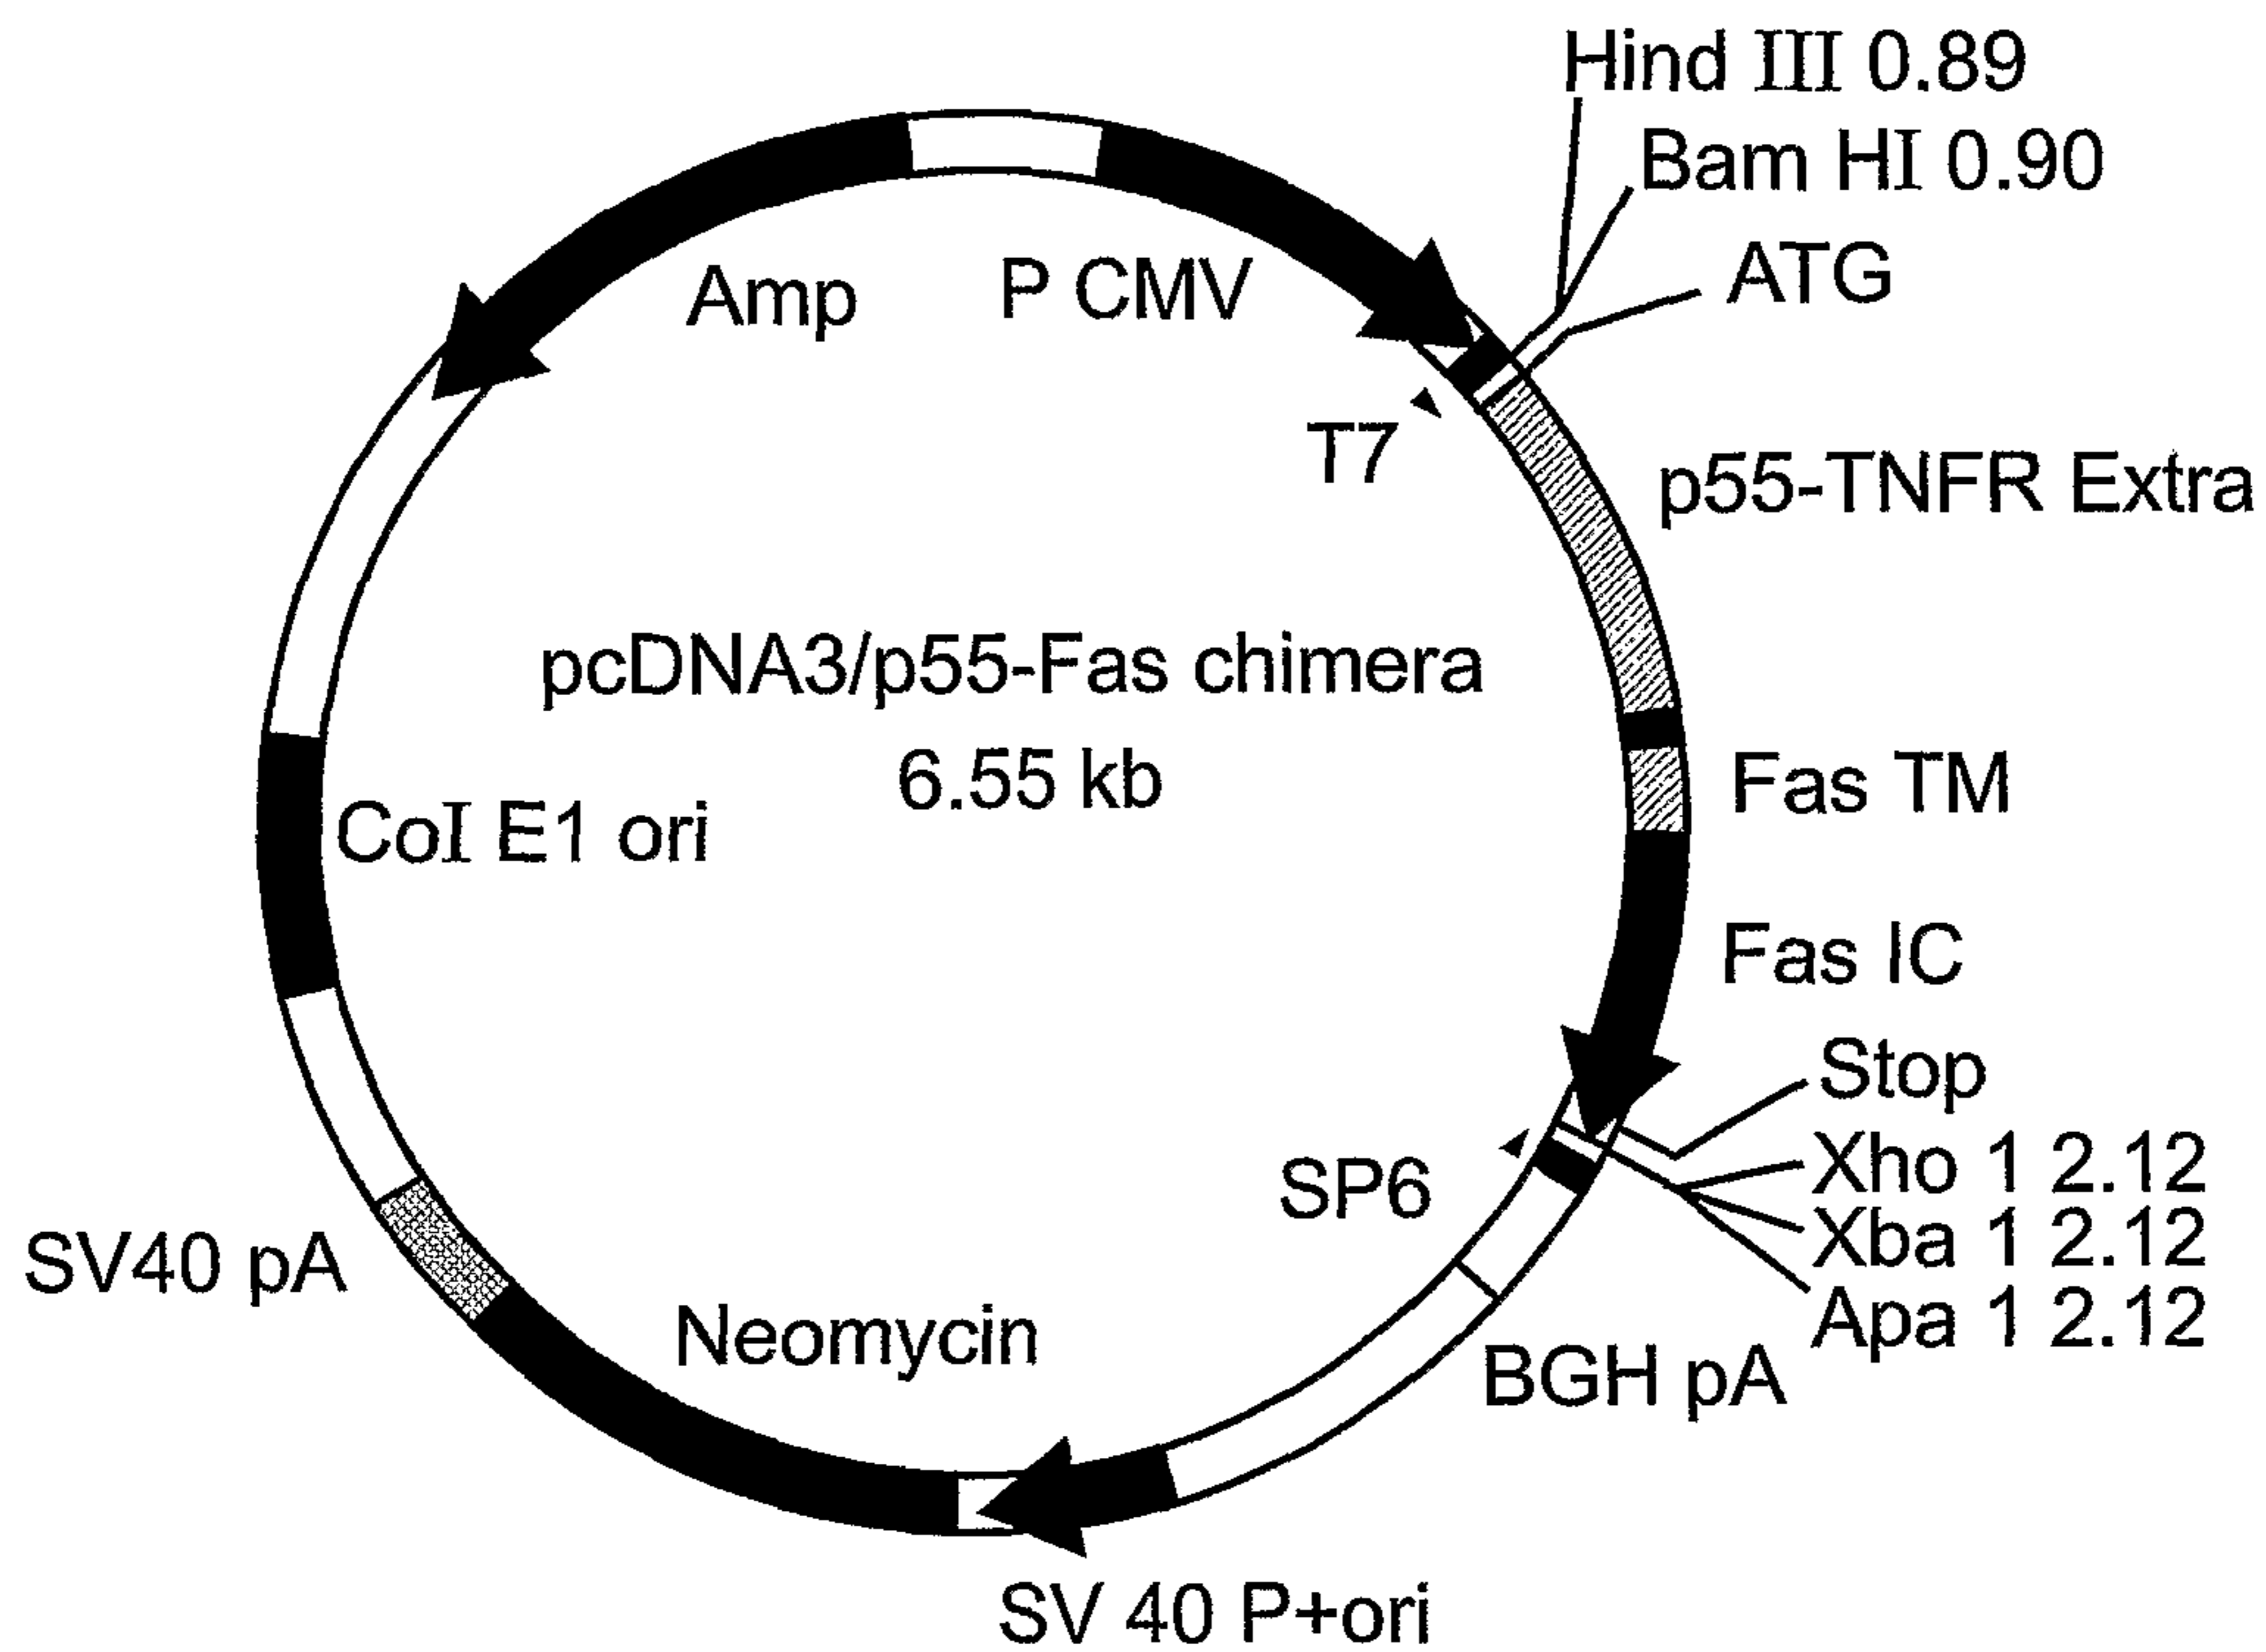 Hind III 0.89
Bam HI 0.90
ATG
Amp
P CMV
T7
p55-TNFR Extra
pcDNA3/p55-Fas chimera
6.55 kb
Fas TM
CoI E1 ori
Fas IC
Stop
Xho 1 2.12
SP6
Xba 1 2.12
SV40 pA
Apa 1 2.12
Neomycin
BGH pA
SV 40 P+ori